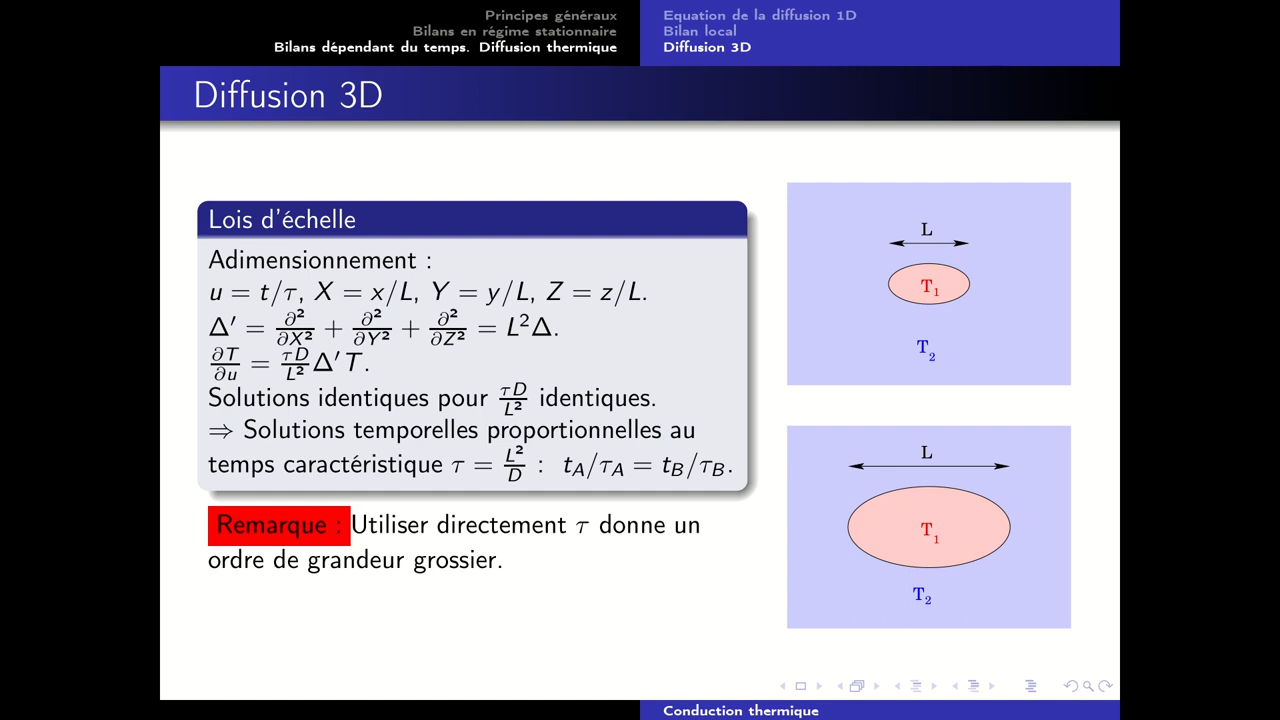 Principes généraux
Bilans en régime stationnaire
Bilans dépendant du temps. Diffusion thermique
Equation de la diffusion 1D
Bilan local
Diffusion 3D
Diffusion 3D
Lois d'échelle
Adimensionnement :
u = t/τ, X = x/L, Y = y/L, Z = z/L.
Δ′ = ∂²/∂X² + ∂²/∂Y² + ∂²/∂Z² = L²Δ.
∂T/∂u = τD/L² Δ′T.
Solutions identiques pour τD/L² identiques.
⇒ Solutions temporelles proportionnelles au
temps caractéristique τ = L²/D : t_A/τ_A = t_B/τ_B.
Remarque : Utiliser directement τ donne un
ordre de grandeur grossier.
L
T₁
T₂
L
T₁
T₂
Conduction thermique